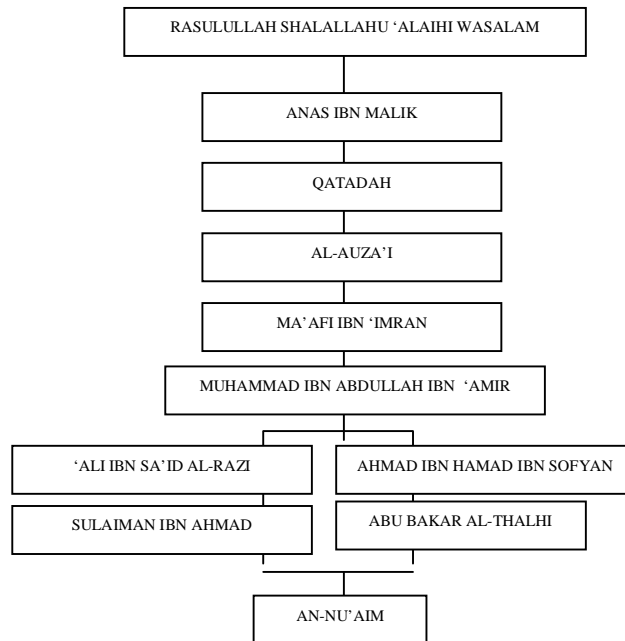 RASULULLAH SHALALLAHU ‘ALAIHI WASALAM
ANAS IBN MALIK
QATADAH
AL-AUZA’I
MA’AFI IBN ‘IMRAN
MUHAMMAD IBN ABDULLAH IBN ‘AMIR
‘ALI IBN SA’ID AL-RAZI
AHMAD IBN HAMAD IBN SOFYAN
SULAIMAN IBN AHMAD
ABU BAKAR AL-THALHI
AN-NU’AIM